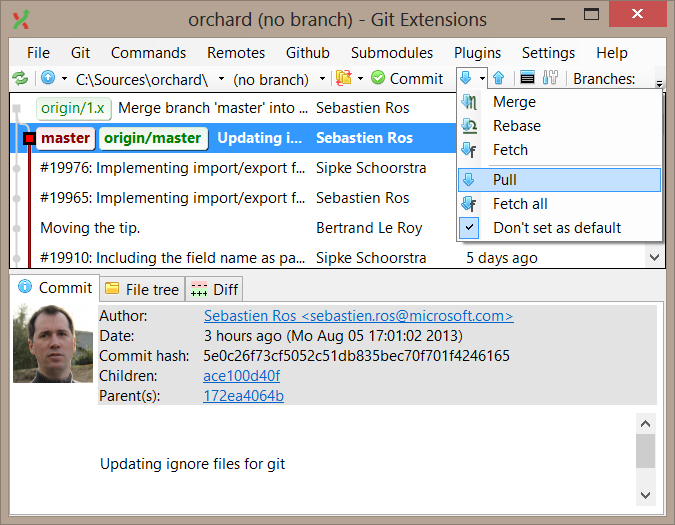 orchard (no branch) - Git Extensions
File Git Commands Remotes Github Submodules Plugins Settings Help
C:\Sources\orchard\ (no branch) Commit Branches:
origin/1.x Merge branch 'master' into ... Sebastien Ros
master origin/master Updating i... Sebastien Ros
#19976: Implementing import/export f... Sipke Schoorstra
#19965: Implementing import/export f... Sebastien Ros
Moving the tip. Bertrand Le Roy
#19910: Including the field name as pa... Sipke Schoorstra 5 days ago
Merge
Rebase
Fetch
Pull
Fetch all
Don't set as default
Commit File tree Diff
Author: Sebastien Ros <sebastien.ros@microsoft.com>
Date: 3 hours ago (Mo Aug 05 17:01:02 2013)
Commit hash: 5e0c26f73cf5052c51db835bec70f701f4246165
Children: ace100d40f
Parent(s): 172ea4064b
Updating ignore files for git